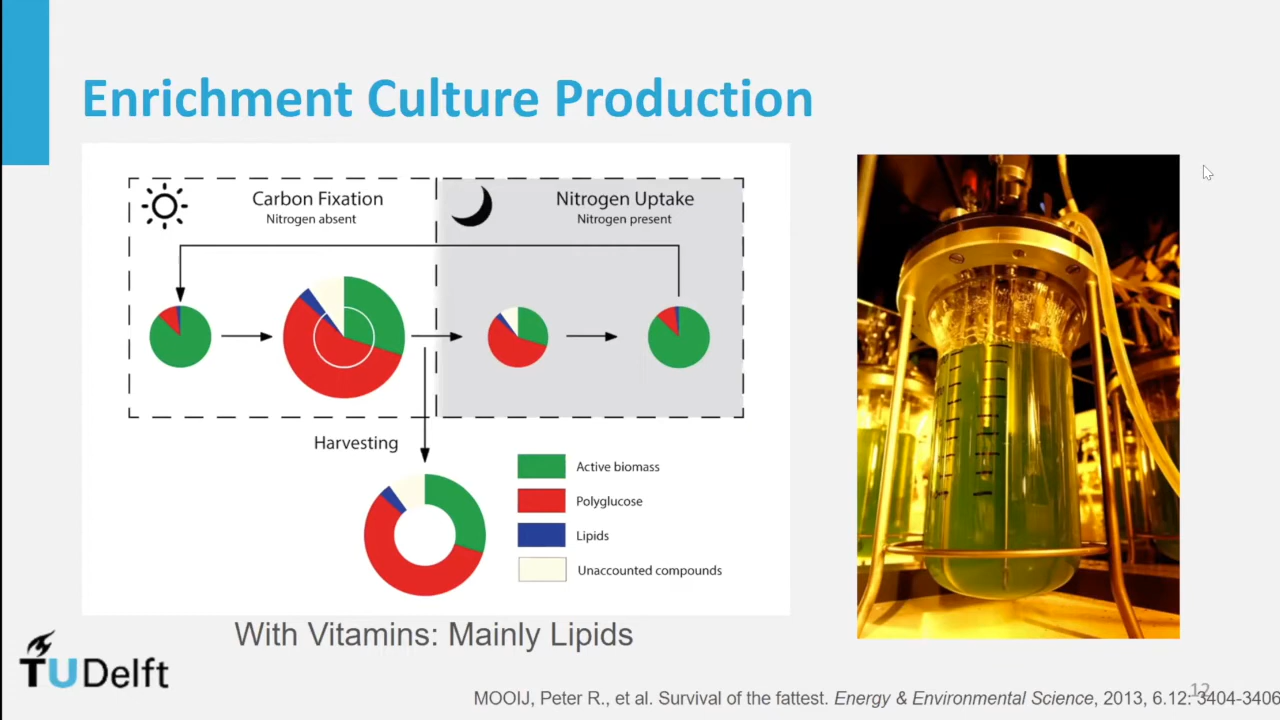 Enrichment Culture Production
Carbon Fixation
Nitrogen absent
Nitrogen Uptake
Nitrogen present
Harvesting
Active biomass
Polyglucose
Lipids
Unaccounted compounds
With Vitamins: Mainly Lipids
TUDelft
12
MOOIJ, Peter R., et al. Survival of the fattest. Energy & Environmental Science, 2013, 6.12: 3404-3406